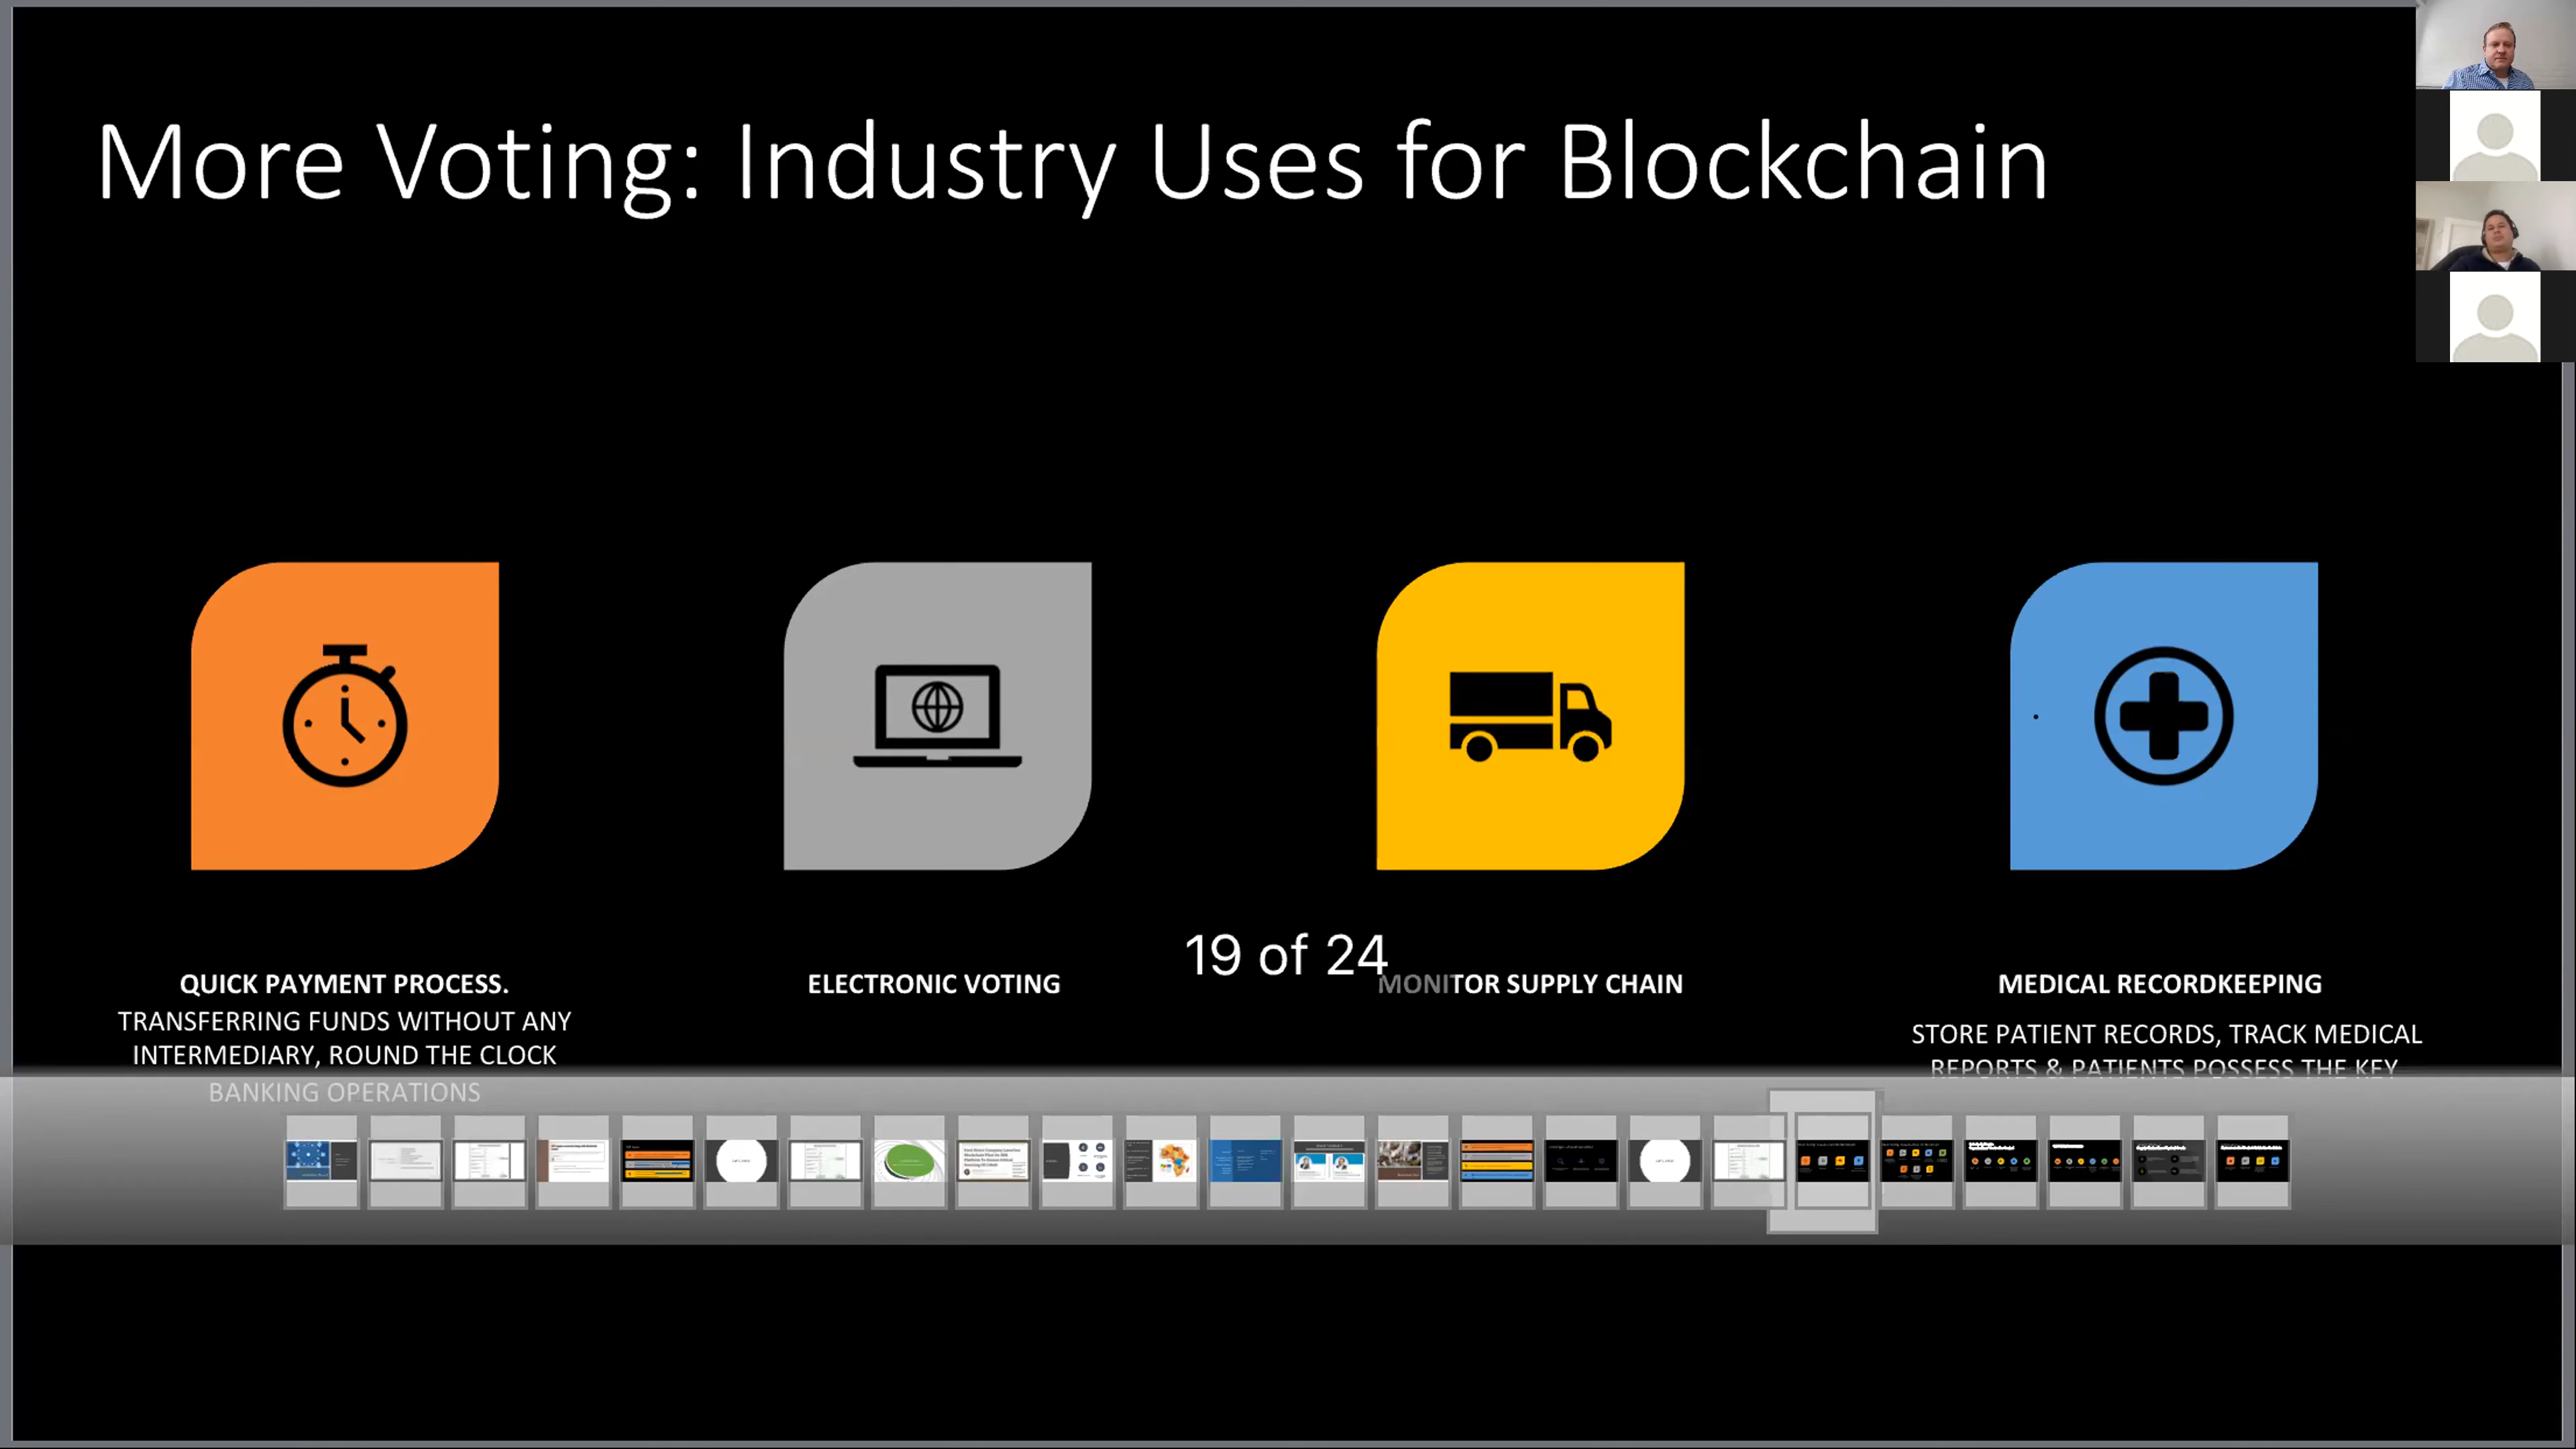 More Voting: Industry Uses for Blockchain
19 of 24
QUICK PAYMENT PROCESS.
TRANSFERRING FUNDS WITHOUT ANY
INTERMEDIARY, ROUND THE CLOCK
BANKING OPERATIONS
ELECTRONIC VOTING
MONITOR SUPPLY CHAIN
MEDICAL RECORDKEEPING
STORE PATIENT RECORDS, TRACK MEDICAL
REPORTS & PATIENTS POSSESS THE KEY